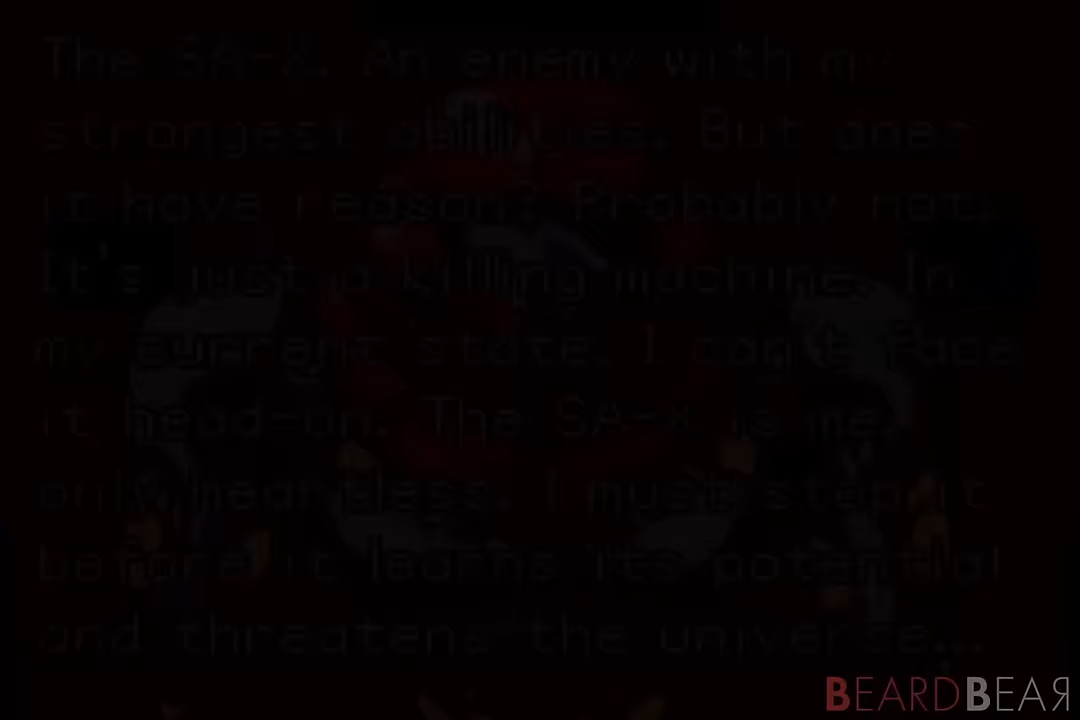 The SA-X. An enemy with my
strongest abilities. But does
it have reason? Probably not.
It's just a killing machine. In
my current state, I can't face
it head-on. The SA-X is me,
only heartless. I must stop it
before it learns its potential
and threatens the universe...
BEARDBEAR